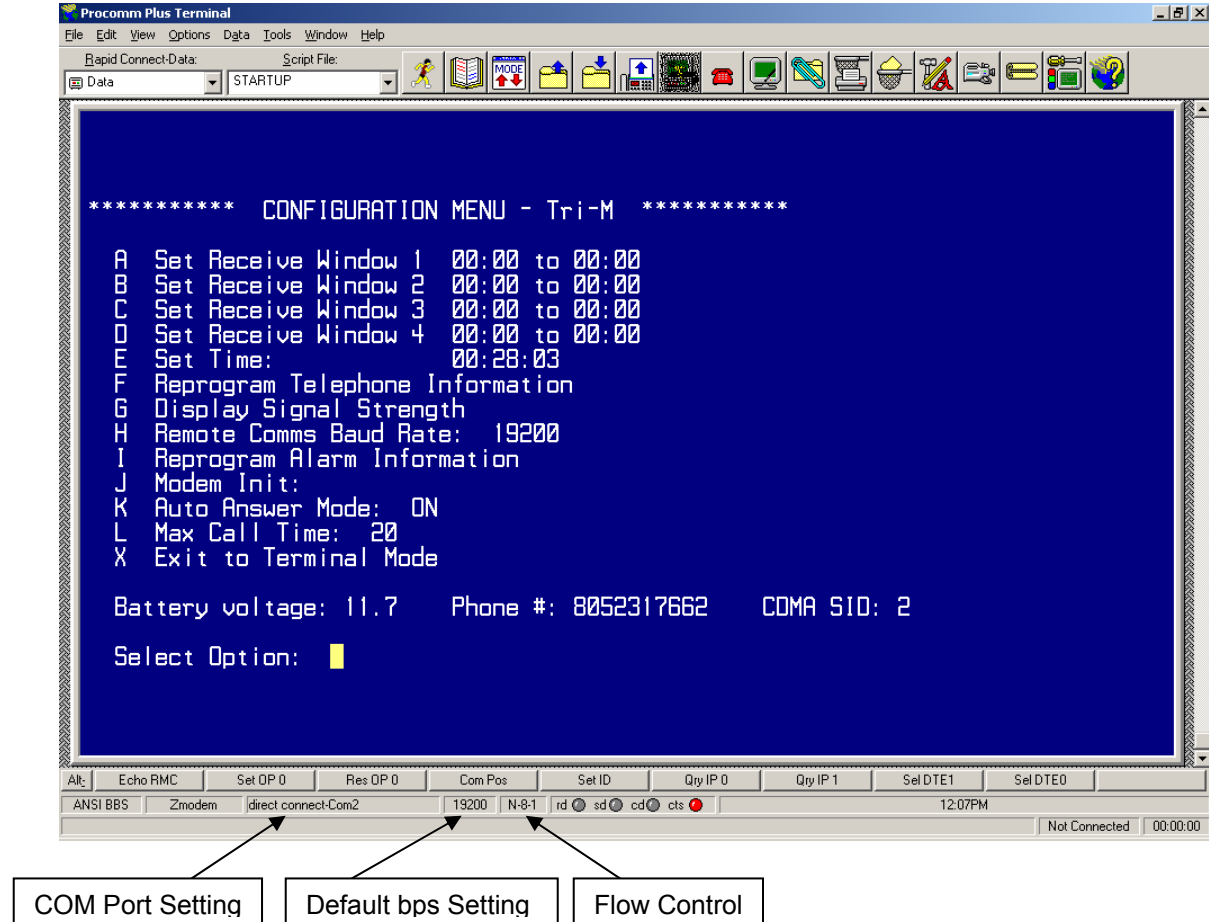 Procomm Plus Terminal
File Edit View Options Data Tools Window Help
Rapid Connect-Data: Script File:
Data STARTUP
MODE
*********** CONFIGURATION MENU - Tri-M ***********
A Set Receive Window 1 00:00 to 00:00
B Set Receive Window 2 00:00 to 00:00
C Set Receive Window 3 00:00 to 00:00
D Set Receive Window 4 00:00 to 00:00
E Set Time: 00:28:03
F Reprogram Telephone Information
G Display Signal Strength
H Remote Comms Baud Rate: 19200
I Reprogram Alarm Information
J Modem Init:
K Auto Answer Mode: ON
L Max Call Time: 20
X Exit to Terminal Mode
Battery voltage: 11.7 Phone #: 8052317662 CDMA SID: 2
Select Option:
Alt: Echo RMC Set OP 0 Res OP 0 Com Pos Set ID Qry IP 0 Qry IP 1 Sel DTE1 Sel DTE0
ANSI BBS Zmodem direct connect-Com2 19200 N-8-1 rd sd cd cts 12:07PM
Not Connected 00:00:00
COM Port Setting Default bps Setting Flow Control